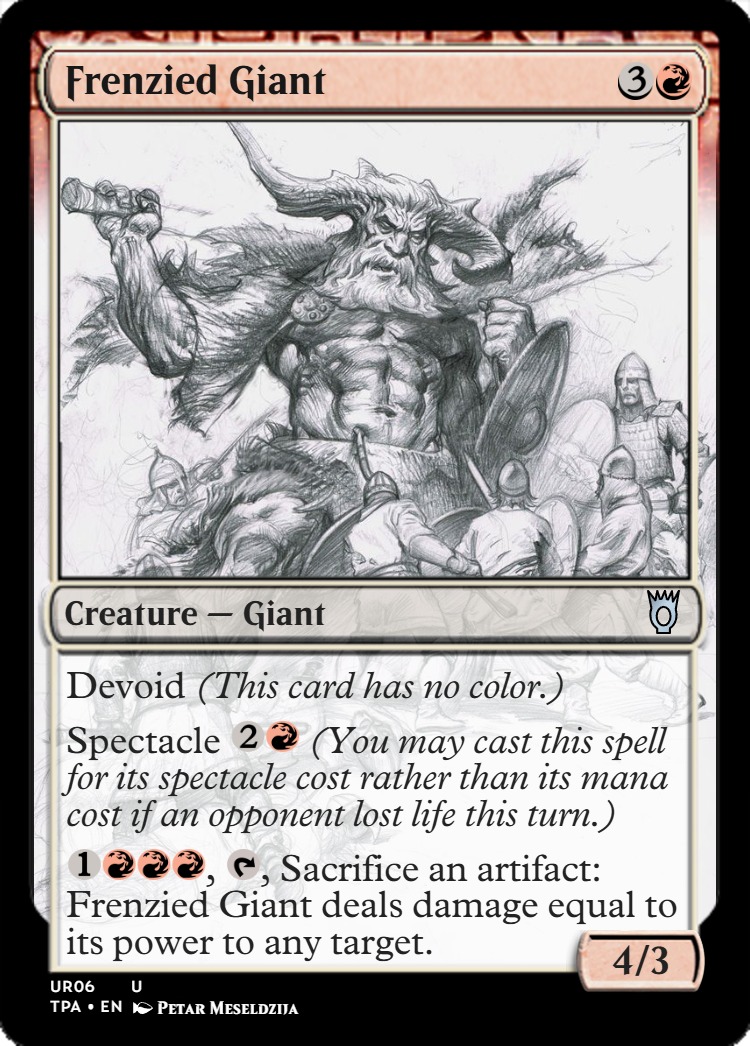 Frenzied Giant 3
Creature — Giant
Devoid (This card has no color.)
Spectacle 2 (You may cast this spell
for its spectacle cost rather than its mana
cost if an opponent lost life this turn.)
1, , Sacrifice an artifact:
Frenzied Giant deals damage equal to
its power to any target.
4/3
UR06 U
TPA • EN Petar Meseldzija